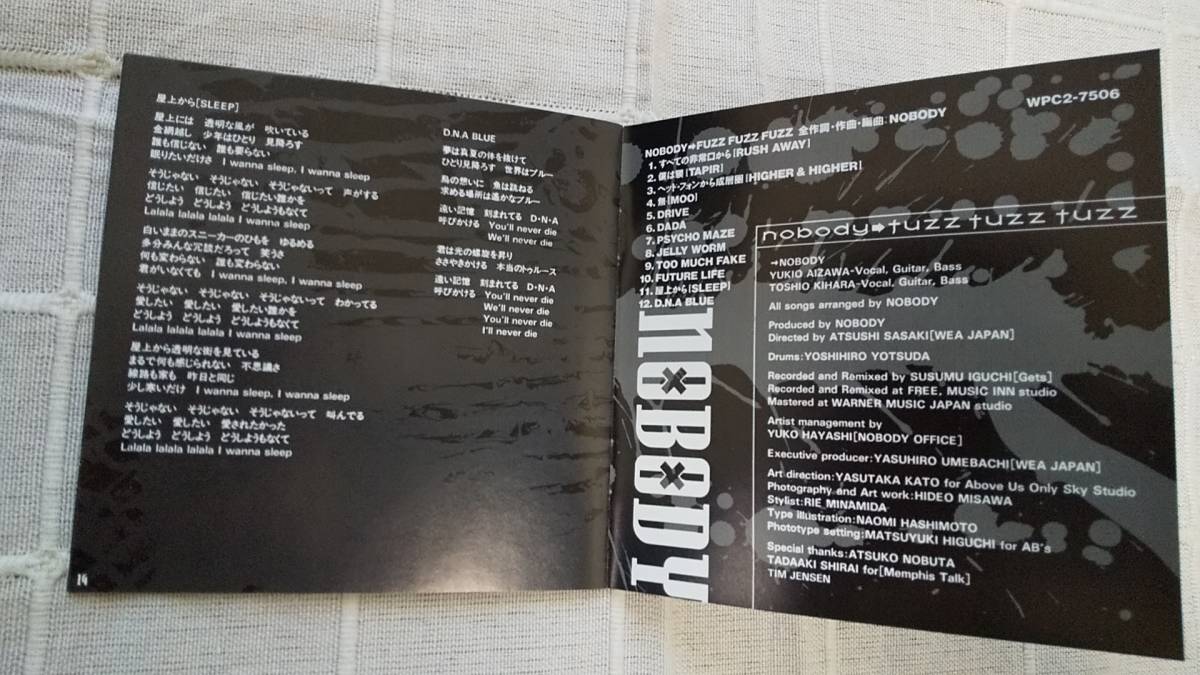 屋上から[SLEEP]
屋上には 透明な風が 吹いている
金網越し 少年はひとり 見降ろす
誰も信じない 誰も要らない
眠りたいだけさ I wanna sleep, I wanna sleep
そうじゃない そうじゃない そうじゃないって 声がする
信じたい 信じたい 信じたい誰かを
どうしよう どうしよう どうしようもなくて
Lalala lalala lalala I wanna sleep
白いままのスニーカーのひもを ゆるめる
多分みんな冗談だろって 笑うさ
何も変わらない 誰も変わらない
君がいなくても I wanna sleep, I wanna sleep
そうじゃない そうじゃない そうじゃないって わかってる
愛したい 愛したい 愛したい誰かを
どうしよう どうしよう どうしようもなくて
Lalala lalala lalala I wanna sleep
屋上から透明な街を見ている
まるで何も感じられない 不思議さ
線路も家も 昨日と同じ
少し寒いだけ I wanna sleep, I wanna sleep
そうじゃない そうじゃない そうじゃないって 叫んでる
愛したい 愛したい 愛されたかった
どうしよう どうしよう どうしようもなくて
Lalala lalala lalala I wanna sleep
14
D.N.A BLUE
夢は真夏の体を抜けて
ひとり見降ろす 世界はブルー
鳥の想いに 魚は跳ねる
求める場所は遥かなブルー
遠い記憶 刻まれてる D・N・A
呼びかける You'll never die
We'll never die
君は光の螺旋を昇り
ささやきかける 本当のトゥルース
遠い記憶 刻まれてる D・N・A
呼びかける You'll never die
We'll never die
You'll never die
I'll never die
WPC2-7506
NOBODY➡FUZZ FUZZ FUZZ 全作詞・作曲・編曲:NOBODY
1. すべての非常口から[RUSH AWAY]
2. 僕は獏[TAPIR]
3. ヘッド・フォンから成層圏[HIGHER & HIGHER]
4. 無[MOO]
5. DRIVE
6. DADA
7. PSYCHO MAZE
8. JELLY WORM
9. TOO MUCH FAKE
10. FUTURE LIFE
11. 屋上から[SLEEP]
12. D.N.A BLUE
NOBODY
nobody➡fuzz fuzz fuzz
➡NOBODY
YUKIO AIZAWA-Vocal, Guitar, Bass
TOSHIO KIHARA-Vocal, Guitar, Bass
All songs arranged by NOBODY
Produced by NOBODY
Directed by ATSUSHI SASAKI[WEA JAPAN]
Drums:YOSHIHIRO YOTSUDA
Recorded and Remixed by SUSUMU IGUCHI[Gets]
Recorded and Remixed at FREE, MUSIC INN studio
Mastered at WARNER MUSIC JAPAN studio
Artist management by
YUKO HAYASHI[NOBODY OFFICE]
Executive producer:YASUHIRO UMEBACHI[WEA JAPAN]
Art direction:YASUTAKA KATO for Above Us Only Sky Studio
Photography and Art work:HIDEO MISAWA
Stylist:RIE MINAMIDA
Type illustration:NAOMI HASHIMOTO
Phototype setting:MATSUYUKI HIGUCHI for AB's
Special thanks:ATSUKO NOBUTA
TADAAKI SHIRAI for[Memphis Talk]
TIM JENSEN